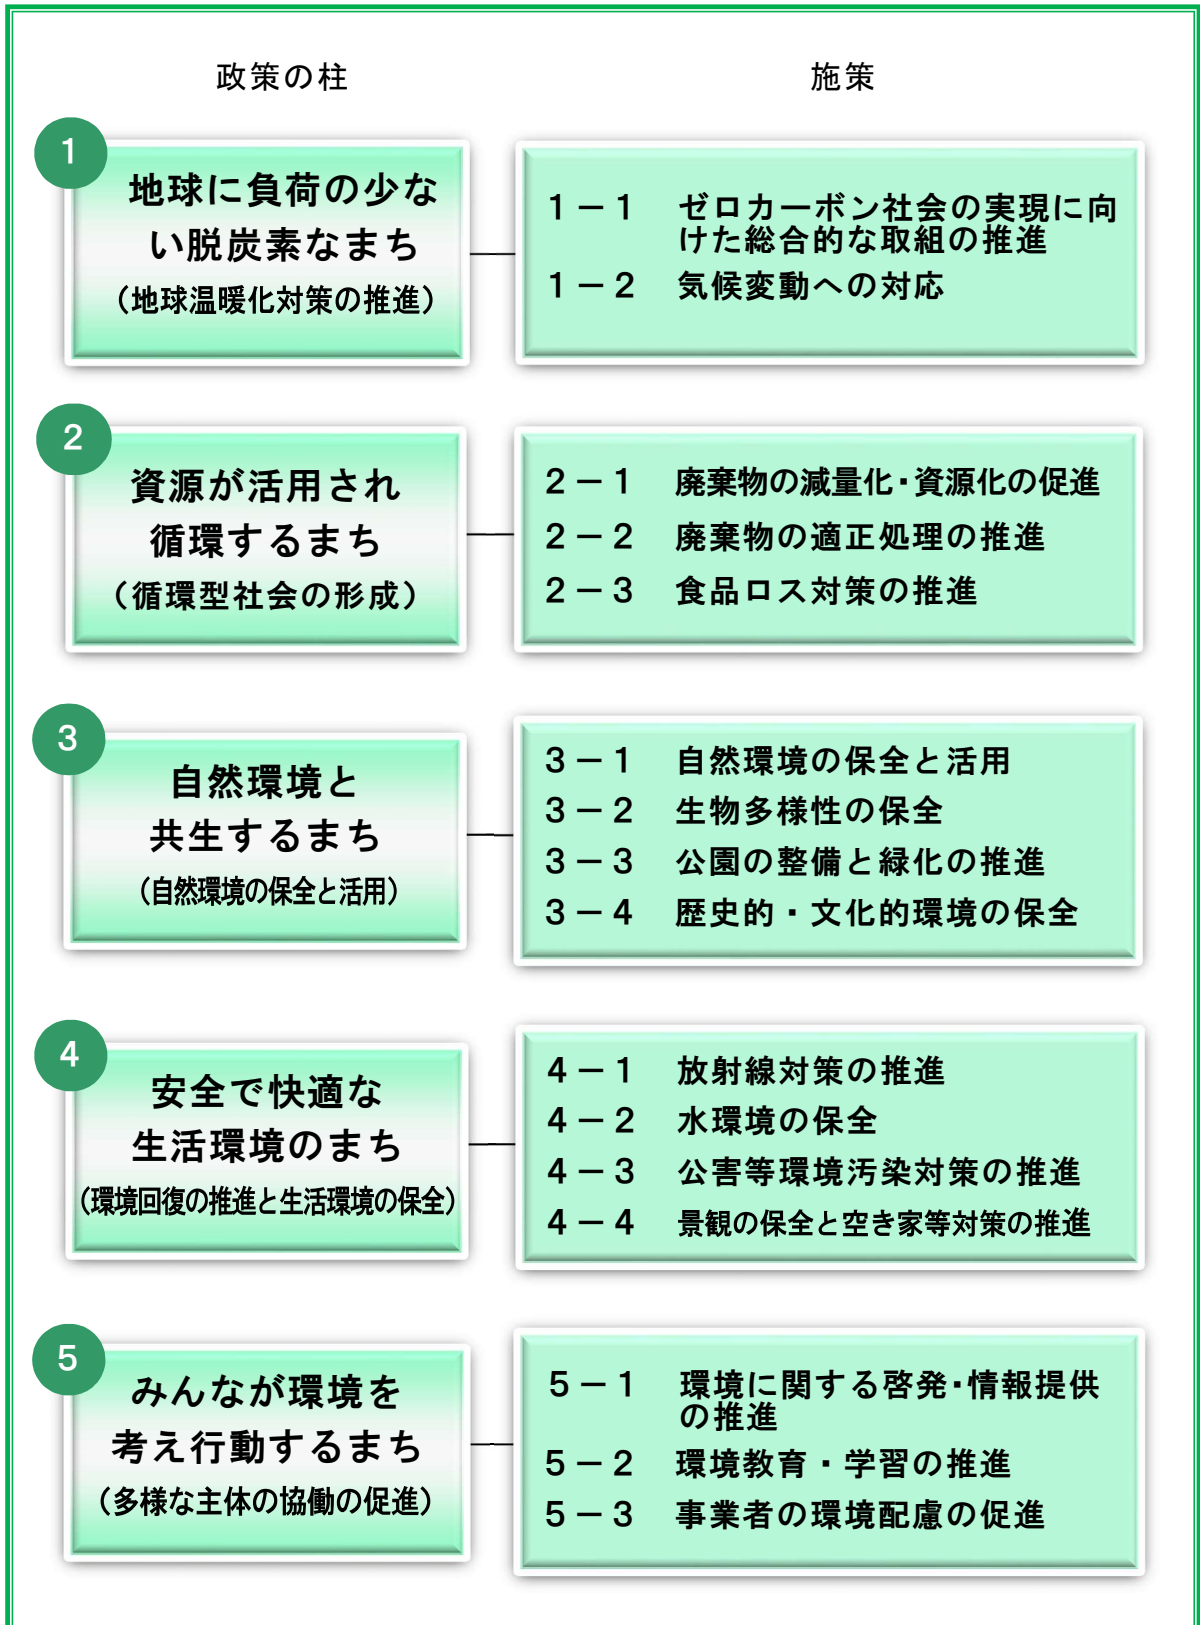 政策の柱
施策
1
地球に負荷の少な
い脱炭素なまち
（地球温暖化対策の推進）
1－1 ゼロカーボン社会の実現に向
けた総合的な取組の推進
1－2 気候変動への対応
2
資源が活用され
循環するまち
（循環型社会の形成）
2－1 廃棄物の減量化・資源化の促進
2－2 廃棄物の適正処理の推進
2－3 食品ロス対策の推進
3
自然環境と
共生するまち
（自然環境の保全と活用）
3－1 自然環境の保全と活用
3－2 生物多様性の保全
3－3 公園の整備と緑化の推進
3－4 歴史的・文化的環境の保全
4
安全で快適な
生活環境のまち
（環境回復の推進と生活環境の保全）
4－1 放射線対策の推進
4－2 水環境の保全
4－3 公害等環境汚染対策の推進
4－4 景観の保全と空き家等対策の推進
5
みんなが環境を
考え行動するまち
（多様な主体の協働の促進）
5－1 環境に関する啓発・情報提供
の推進
5－2 環境教育・学習の推進
5－3 事業者の環境配慮の促進